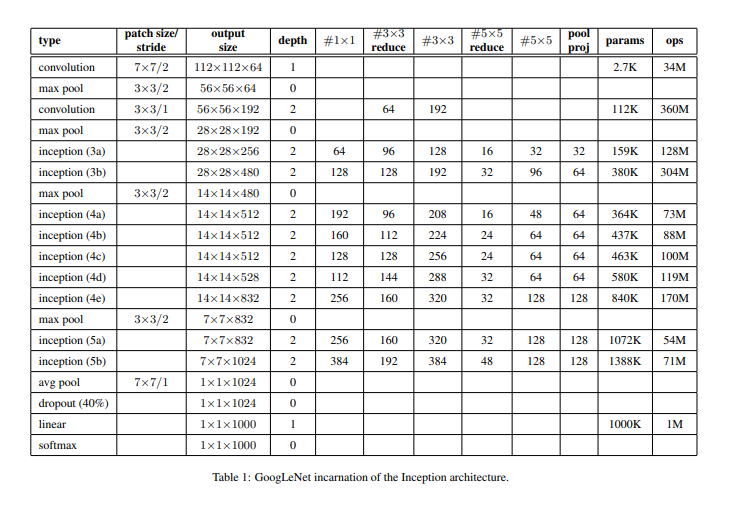 type patch size/stride output size depth #1×1 #3×3 reduce #3×3 #5×5 reduce #5×5 pool proj params ops
convolution 7×7/2 112×112×64 1 2.7K 34M
max pool 3×3/2 56×56×64 0
convolution 3×3/1 56×56×192 2 64 192 112K 360M
max pool 3×3/2 28×28×192 0
inception (3a) 28×28×256 2 64 96 128 16 32 32 159K 128M
inception (3b) 28×28×480 2 128 128 192 32 96 64 380K 304M
max pool 3×3/2 14×14×480 0
inception (4a) 14×14×512 2 192 96 208 16 48 64 364K 73M
inception (4b) 14×14×512 2 160 112 224 24 64 64 437K 88M
inception (4c) 14×14×512 2 128 128 256 24 64 64 463K 100M
inception (4d) 14×14×528 2 112 144 288 32 64 64 580K 119M
inception (4e) 14×14×832 2 256 160 320 32 128 128 840K 170M
max pool 3×3/2 7×7×832 0
inception (5a) 7×7×832 2 256 160 320 32 128 128 1072K 54M
inception (5b) 7×7×1024 2 384 192 384 48 128 128 1388K 71M
avg pool 7×7/1 1×1×1024 0
dropout (40%) 1×1×1024 0
linear 1×1×1000 1 1000K 1M
softmax 1×1×1000 0
Table 1: GoogLeNet incarnation of the Inception architecture.